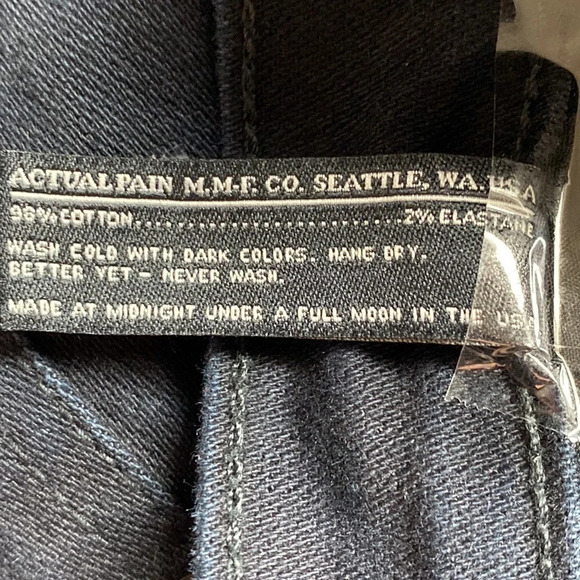 ACTUAL PAIN M.M.F. CO. SEATTLE, WA. USA
98% COTTON..............................2% ELASTANE
WASH COLD WITH DARK COLORS. HANG DRY.
BETTER YET - NEVER WASH.
MADE AT MIDNIGHT UNDER A FULL MOON IN THE USA